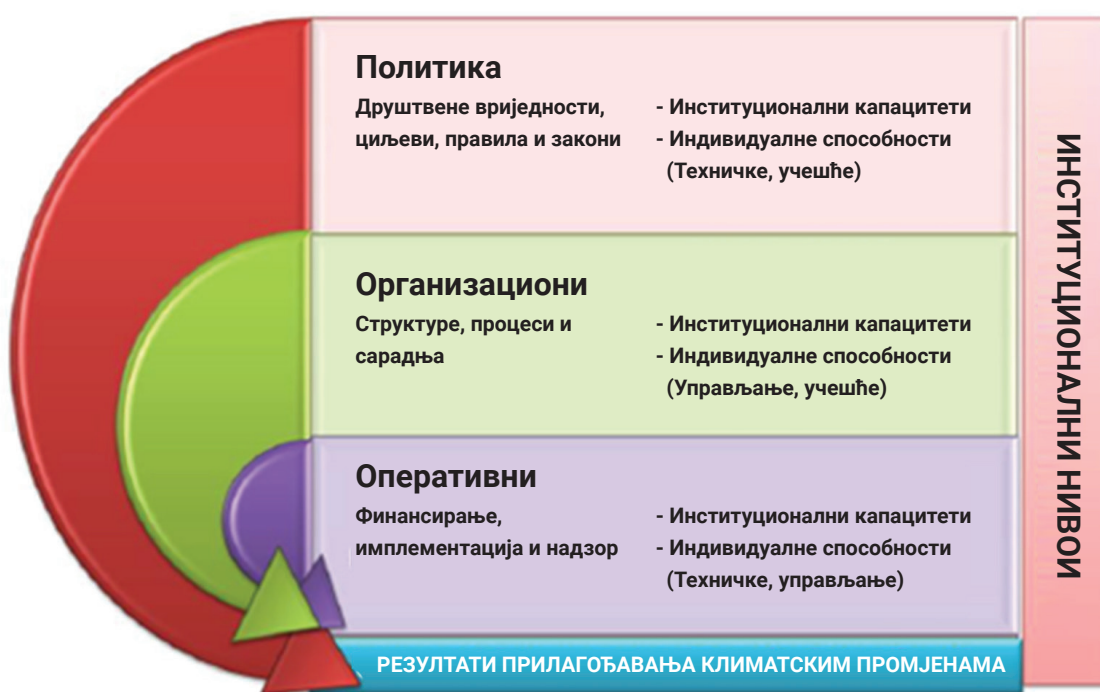 Политика
Друштвене вриједности,
циљеви, правила и закони
- Институционални капацитети
- Индивидуалне способности
(Техничке, учешће)
Организациони
Структуре, процеси и
сарадња
- Институционални капацитети
- Индивидуалне способности
(Управљање, учешће)
Оперативни
Финансирање,
имплементација и надзор
- Институционални капацитети
- Индивидуалне способности
(Техничке, управљање)
РЕЗУЛТАТИ ПРИЛАГОЂАВАЊА КЛИМАТСКИМ ПРОМЈЕНАМА
ИНСТИТУЦИОНАЛНИ НИВОИ